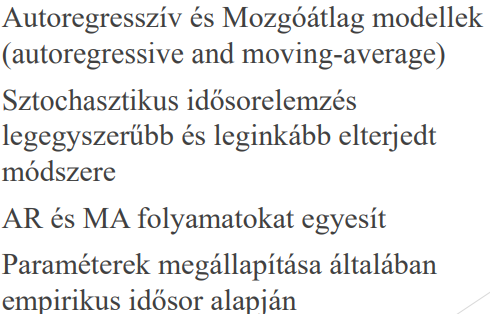 Autoregresszív és Mozgóátlag modellek
(autoregressive and moving-average)
Sztochasztikus idősorelemzés
legegyszerűbb és leginkább elterjedt
módszere
AR és MA folyamatokat egyesít
Paraméterek megállapítása általában
empirikus idősor alapján